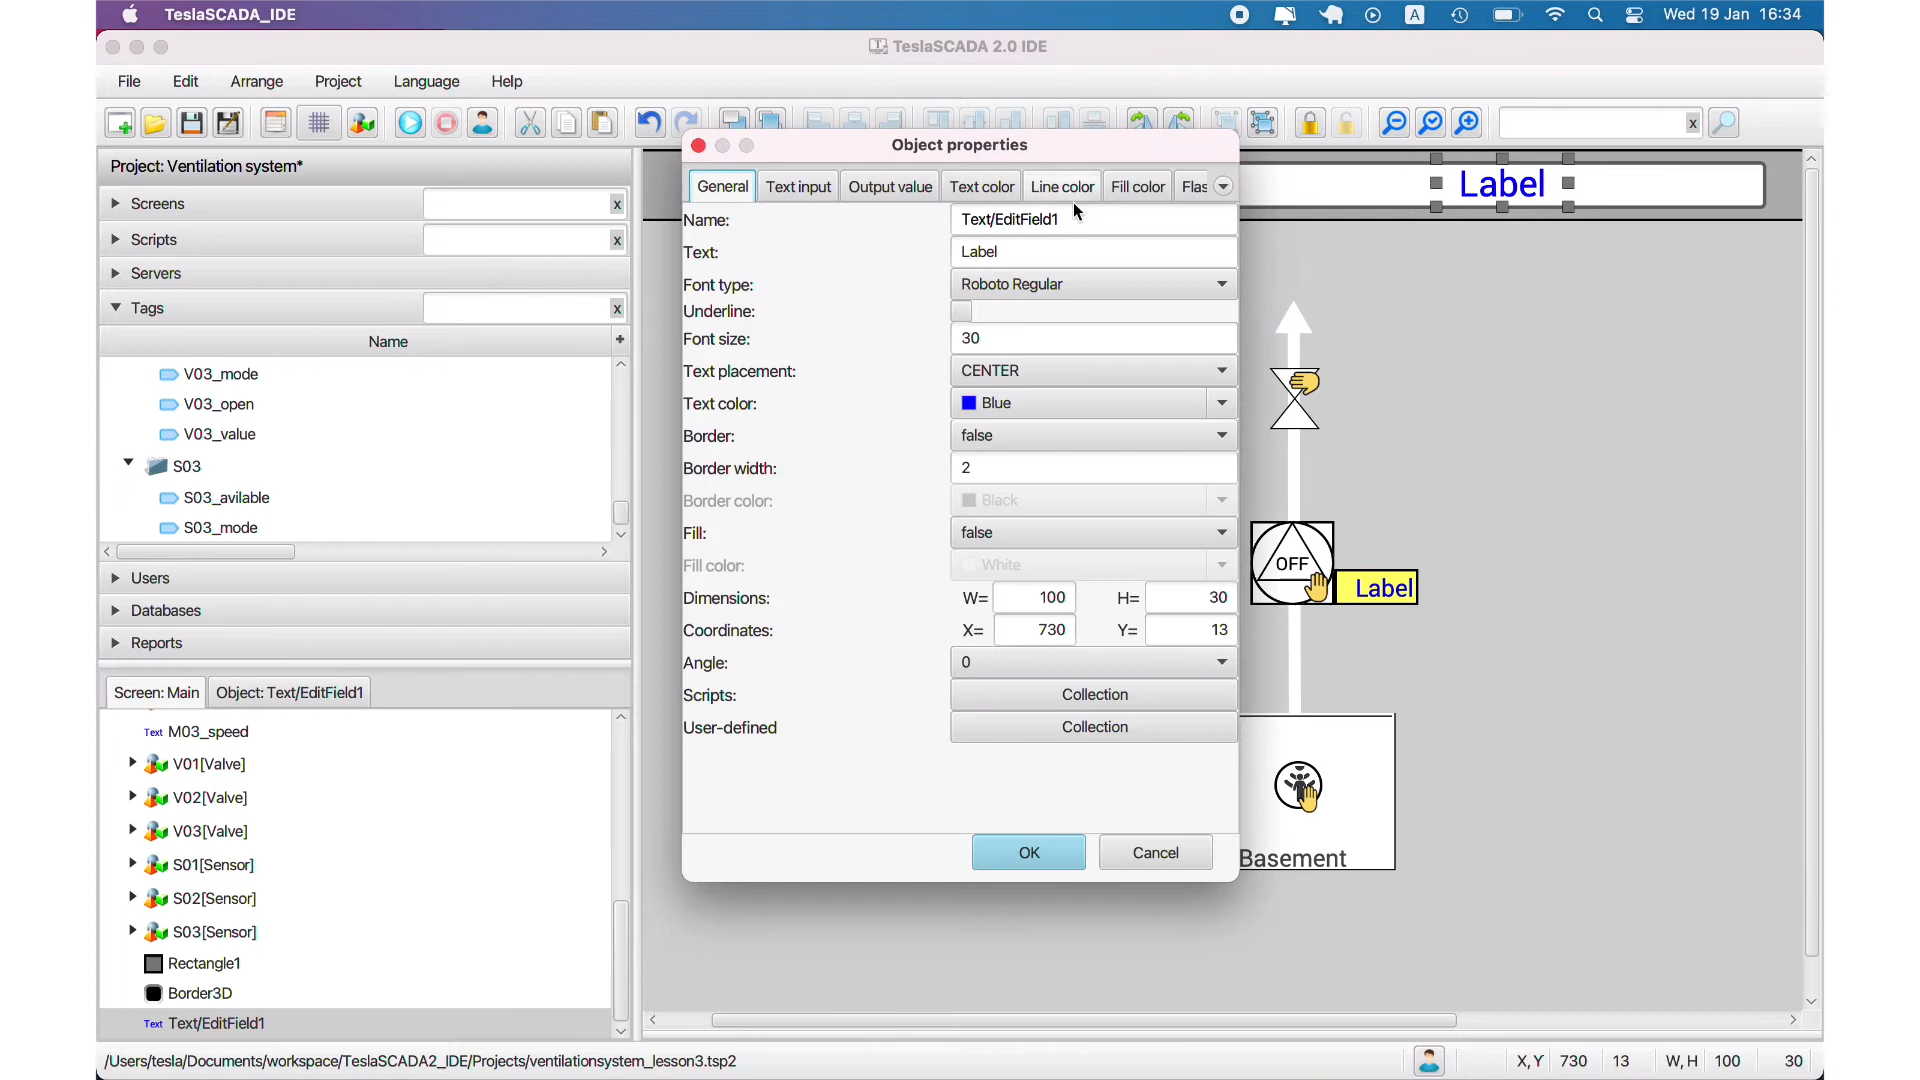 TeslaSCADA_IDE
A
Wed 19 Jan 16:34
TeslaSCADA 2.0 IDE
File Edit Arrange Project Language Help
x
Project: Ventilation system*
Screens x
Scripts x
Servers
Tags x
Name +
V03_mode
V03_open
V03_value
S03
S03_avilable
S03_mode
Users
Databases
Reports
Screen: Main Object: Text/EditField1
Text M03_speed
V01[Valve]
V02[Valve]
V03[Valve]
S01[Sensor]
S02[Sensor]
S03[Sensor]
Rectangle1
Border3D
Text Text/EditField1
Object properties
General Text input Output value Text color Line color Fill color Flas
Name: Text/EditField1
Text: Label
Font type: Roboto Regular
Underline:
Font size: 30
Text placement: CENTER
Text color: Blue
Border: false
Border width: 2
Border color: Black
Fill: false
Fill color: White
Dimensions: W= 100 H= 30
Coordinates: X= 730 Y= 13
Angle: 0
Scripts: Collection
User-defined Collection
OK Cancel
Label
OFF
Label
Basement
/Users/tesla/Documents/workspace/TeslaSCADA2_IDE/Projects/ventilationsystem_lesson3.tsp2
X,Y 730 13 W,H 100 30